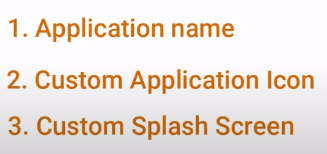 1. Application name
2. Custom Application Icon
3. Custom Splash Screen